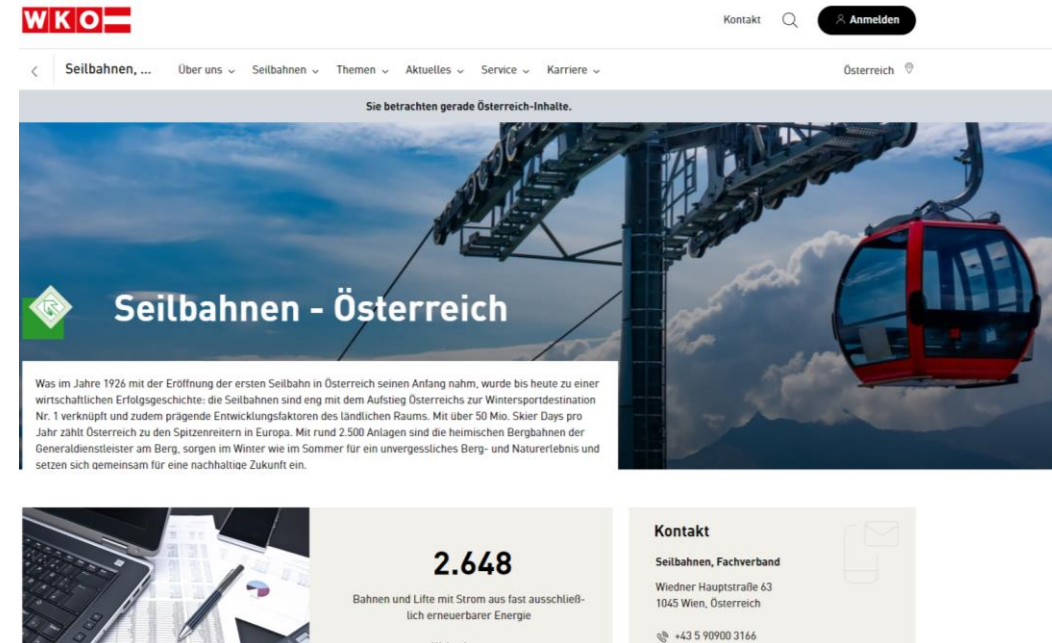 WKO
Kontakt
Anmelden
Seilbahnen, ...
Über uns
Seilbahnen
Themen
Aktuelles
Service
Karriere
Österreich
Sie betrachten gerade Österreich-Inhalte.
Seilbahnen - Österreich
Was im Jahre 1926 mit der Eröffnung der ersten Seilbahn in Österreich seinen Anfang nahm, wurde bis heute zu einer
wirtschaftlichen Erfolgsgeschichte: die Seilbahnen sind eng mit dem Aufstieg Österreichs zur Wintersportdestination
Nr. 1 verknüpft und zudem prägende Entwicklungsfaktoren des ländlichen Raums. Mit über 50 Mio. Skier Days pro
Jahr zählt Österreich zu den Spitzenreitern in Europa. Mit rund 2.500 Anlagen sind die heimischen Bergbahnen der
Generaldienstleister am Berg, sorgen im Winter wie im Sommer für ein unvergessliches Berg- und Naturerlebnis und
setzen sich gemeinsam für eine nachhaltige Zukunft ein.
2.648
Bahnen und Lifte mit Strom aus fast ausschließ-
lich erneuerbarer Energie
Kontakt
Seilbahnen, Fachverband
Wiedner Hauptstraße 63
1045 Wien, Österreich
+43 5 90900 3166